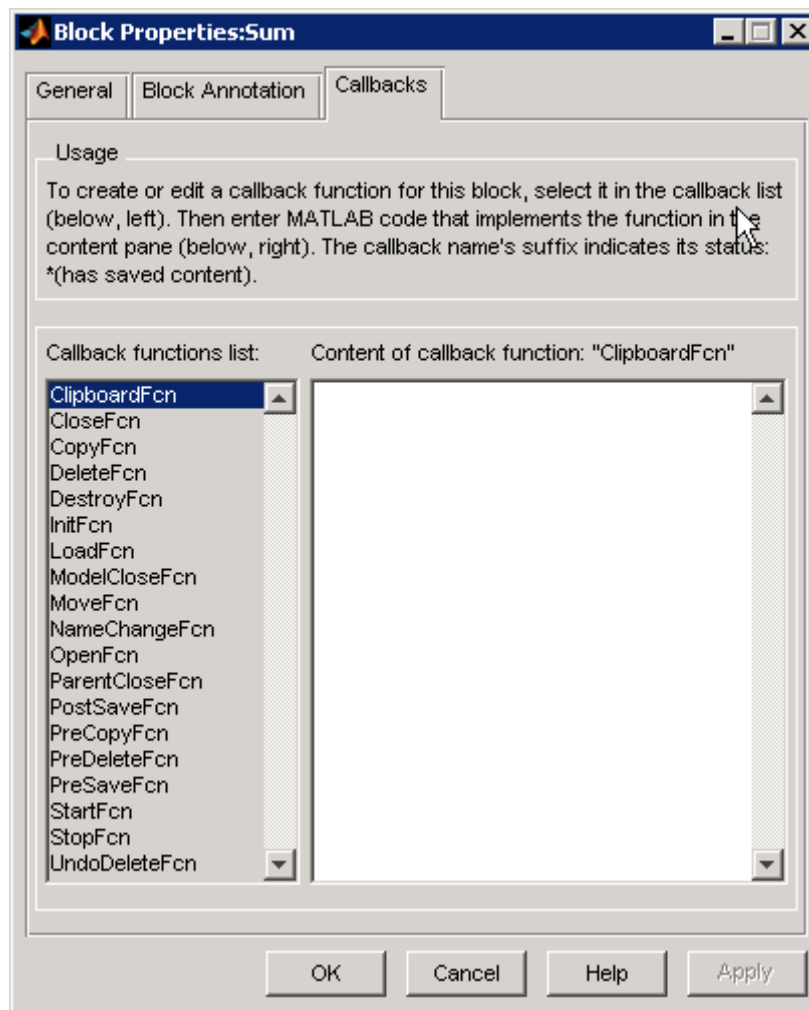 Block Properties:Sum
General Block Annotation Callbacks
Usage
To create or edit a callback function for this block, select it in the callback list
(below, left). Then enter MATLAB code that implements the function in the
content pane (below, right). The callback name's suffix indicates its status:
*(has saved content).
Callback functions list: Content of callback function: "ClipboardFcn"
ClipboardFcn
CloseFcn
CopyFcn
DeleteFcn
DestroyFcn
InitFcn
LoadFcn
ModelCloseFcn
MoveFcn
NameChangeFcn
OpenFcn
ParentCloseFcn
PostSaveFcn
PreCopyFcn
PreDeleteFcn
PreSaveFcn
StartFcn
StopFcn
UndoDeleteFcn
OK Cancel Help Apply